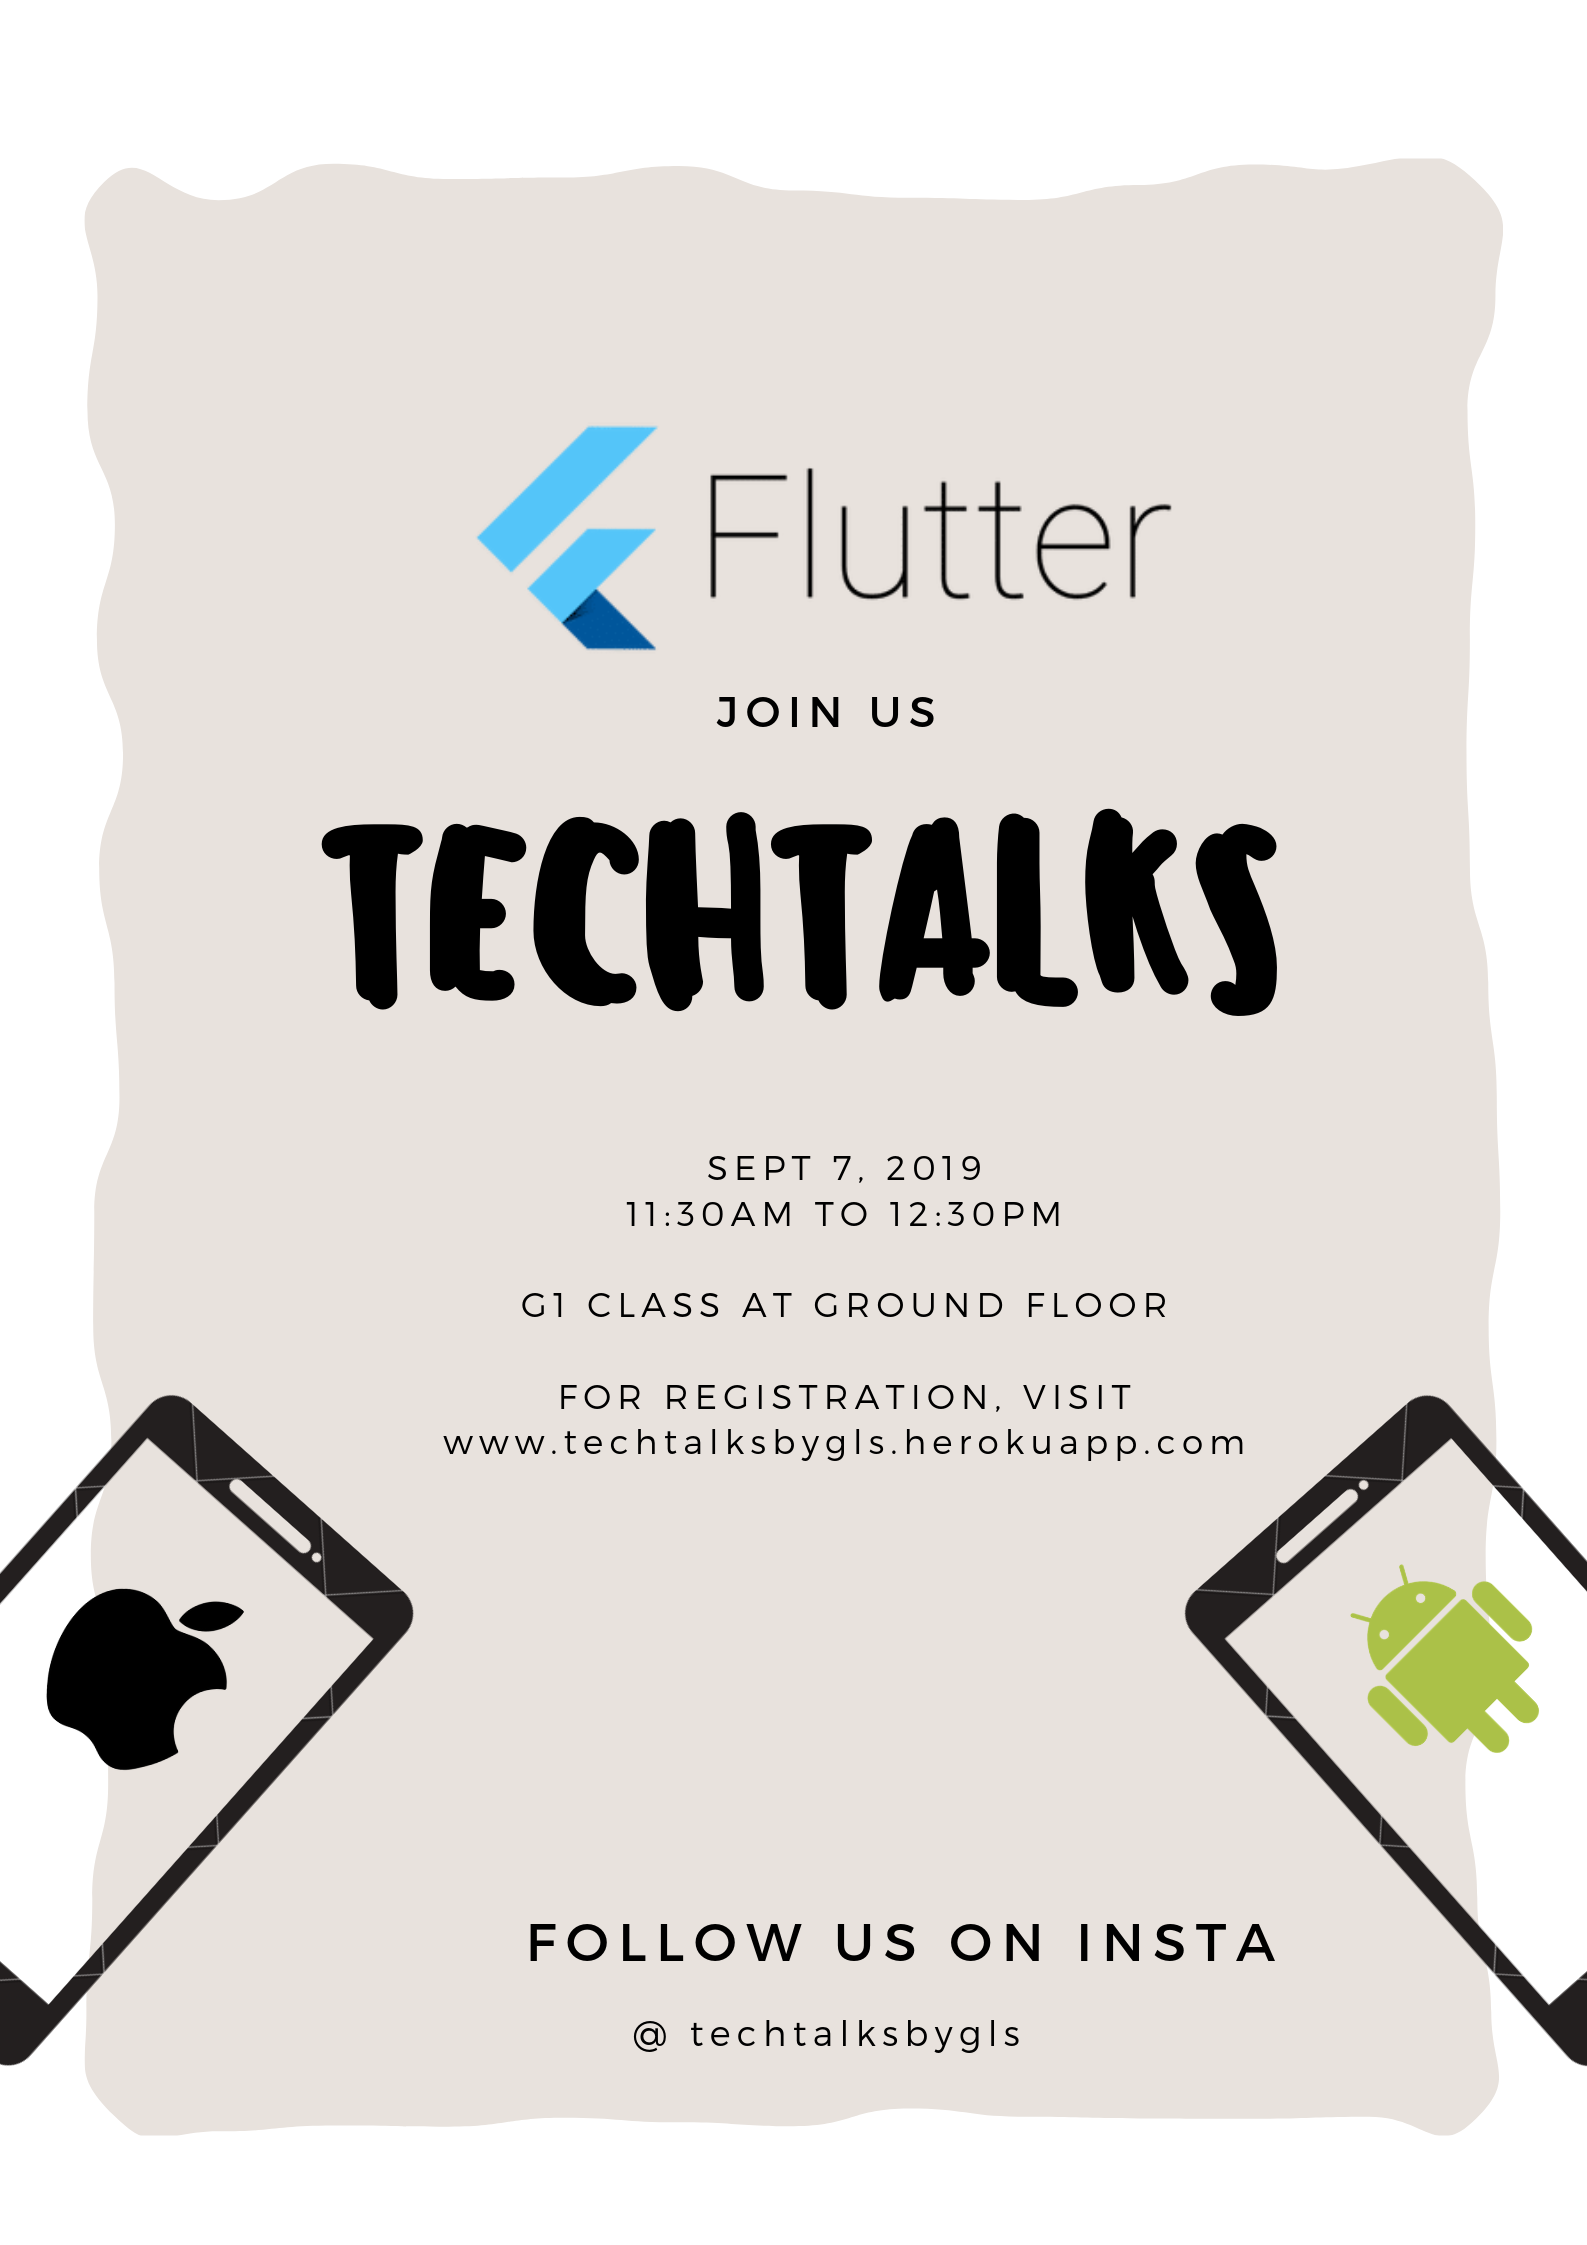 Flutter
JOIN US
TECHTALKS
SEPT 7, 2019
11:30AM TO 12:30PM
G1 CLASS AT GROUND FLOOR
FOR REGISTRATION, VISIT
www.techtalksbygls.herokuapp.com
FOLLOW US ON INSTA
@ techtalksbygls